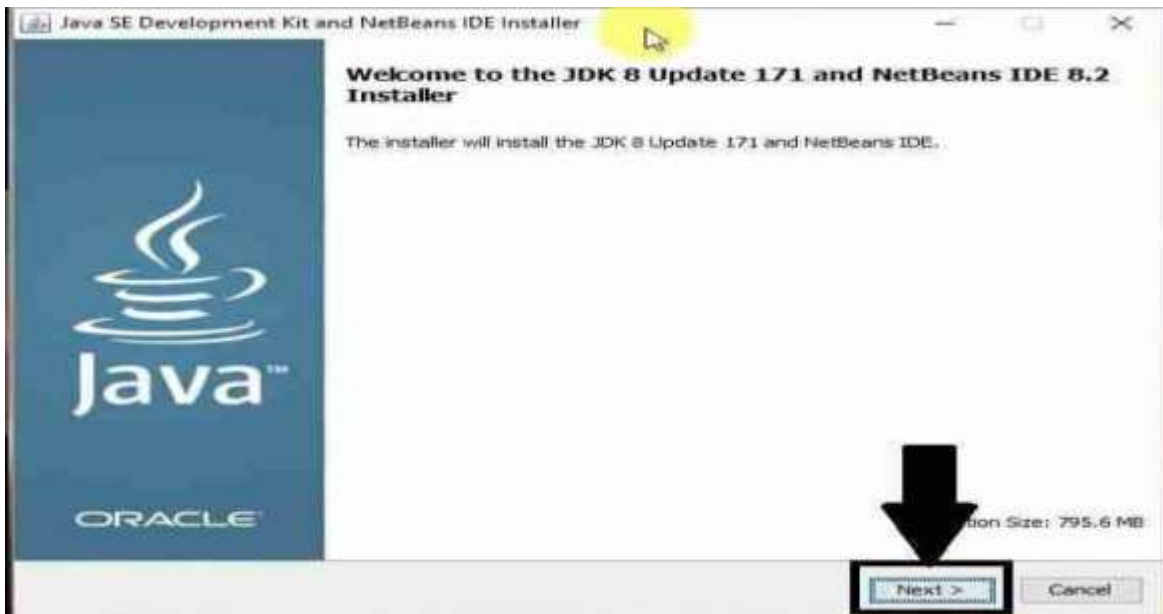 Java SE Development Kit and NetBeans IDE Installer
Welcome to the JDK 8 Update 171 and NetBeans IDE 8.2
Installer
The installer will install the JDK 8 Update 171 and NetBeans IDE.
Java™
ORACLE
Size: 795.6 MB
Next >
Cancel